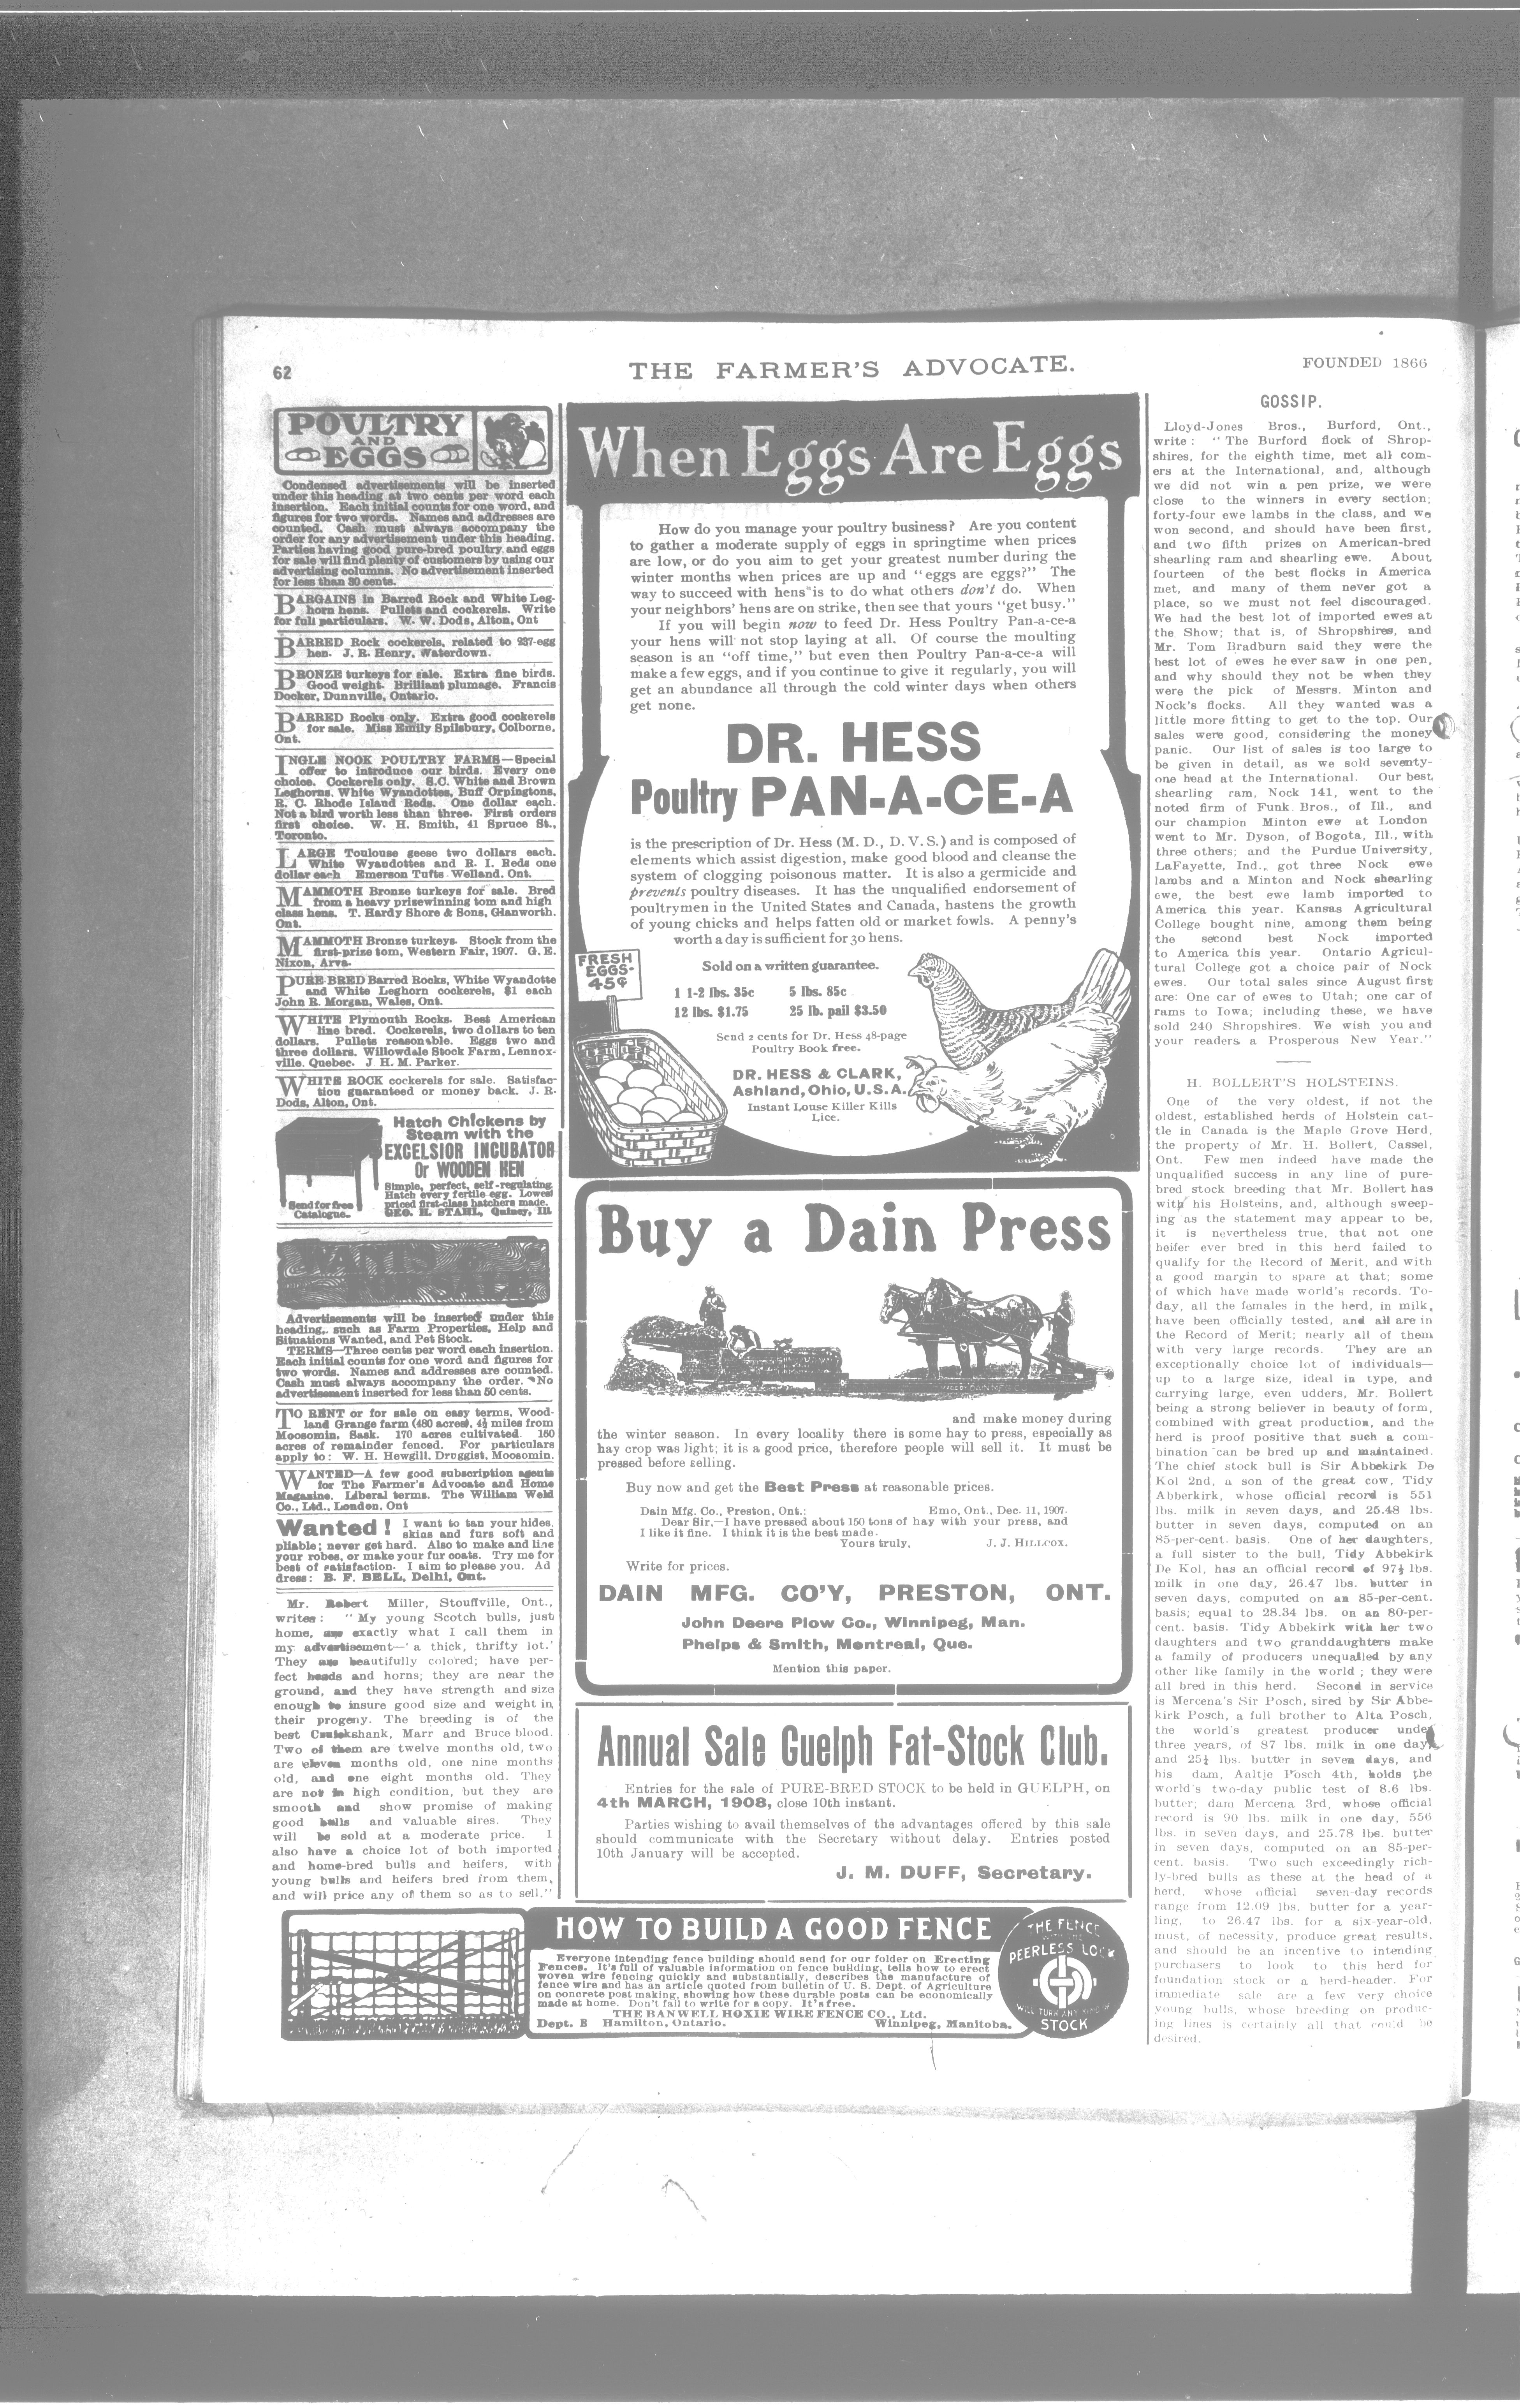 62
THE FARMER'S ADVOCATE.
FOUNDED 1866
POULTRY
AND
EGGS
Condensed advertisements will be inserted
under this heading at two cents per word each
insertion. Each initial counts for one word, and
figures for two words. Names and addresses are
counted. Cash must always accompany the
order for any advertisement under this heading.
Parties having good pure-bred poultry and eggs
for sale will find plenty of customers by using our
advertising columns. No advertisement inserted
for less than 30 cents.
BARGAINS in Barred Rock and White Leg-
horn hens. Pullets and cockerels. Write
for full particulars. W. W. Dods, Alton, Ont
BARRED Rock cockerels, related to 237-egg
hen. J. R. Henry, Waterdown.
BRONZE turkeys for sale. Extra fine birds.
Good weight. Brilliant plumage. Francis
Docker, Dunnville, Ontario.
BARRED Rocks only. Extra good cockerels
for sale. Miss Emily Spilsbury, Colborne,
Ont.
INGLE NOOK POULTRY FARMS—Special
offer to introduce our birds. Every one
choice. Cockerels only. S.C. White and Brown
Leghorns, White Wyandottes, Buff Orpingtons,
R. C. Rhode Island Reds. One dollar each.
Not a bird worth less than three. First orders
first choice. W. H. Smith, 41 Spruce St.,
Toronto.
LARGE Toulouse geese two dollars each.
White Wyandottes and R. I. Reds one
dollar each Emerson Tufts Welland. Ont.
MAMMOTH Bronze turkeys for sale. Bred
from a heavy prizewinning tom and high
class hens. T. Hardy Shore & Sons, Glanworth.
Ont.
MAMMOTH Bronze turkeys. Stock from the
first-prize tom, Western Fair, 1907. G. E.
Nixon, Arva.
PURE-BRED Barred Rocks, White Wyandotte
and White Leghorn cockerels, $1 each
John R. Morgan, Wales, Ont.
WHITE Plymouth Rocks. Best American
line bred. Cockerels, two dollars to ten
dollars. Pullets reasonable. Eggs two and
three dollars. Willowdale Stock Farm, Lennox-
ville. Quebec. J H. M. Parker.
WHITE ROCK cockerels for sale. Satisfac-
tion guaranteed or money back. J. R.
Dods, Alton, Ont.
Hatch Chickens by
Steam with the
EXCELSIOR INCUBATOR
Or WOODEN HEN
Simple, perfect, self-regulating.
Hatch every fertile egg. Lowest
priced first-class hatchers made.
GEO. H. STAHL, Quincy, Ill.
Send for free
Catalogue.
Advertisements will be inserted under this
heading, such as Farm Properties, Help and
Situations Wanted, and Pet Stock.
TERMS—Three cents per word each insertion.
Each initial counts for one word and figures for
two words. Names and addresses are counted.
Cash must always accompany the order. No
advertisement inserted for less than 50 cents.
TO RENT or for sale on easy terms, Wood-
land Grange farm (480 acres), 4½ miles from
Moosomin, Sask. 170 acres cultivated. 160
acres of remainder fenced. For particulars
apply to: W. H. Hewgill, Druggist, Moosomin.
WANTED—A few good subscription agents
for The Farmer's Advocate and Home
Magazine. Liberal terms. The William Weld
Co., Ltd., London, Ont
Wanted! I want to tan your hides,
skins and furs soft and
pliable; never get hard. Also to make and line
your robes, or make your fur coats. Try me for
best of satisfaction. I aim to please you. Ad
dress: B. F. BELL, Delhi, Ont.
Mr. Robert Miller, Stouffville, Ont.,
writes: "My young Scotch bulls, just
home, are exactly what I call them in
my advertisement—'a thick, thrifty lot.'
They are beautifully colored; have per-
fect heads and horns; they are near the
ground, and they have strength and size
enough to insure good size and weight in
their progeny. The breeding is of the
best Cruickshank, Marr and Bruce blood.
Two of them are twelve months old, two
are eleven months old, one nine months
old, and one eight months old. They
are not in high condition, but they are
smooth and show promise of making
good bulls and valuable sires. They
will be sold at a moderate price. I
also have a choice lot of both imported
and home-bred bulls and heifers, with
young bulls and heifers bred from them,
and will price any of them so as to sell."
When Eggs Are Eggs
How do you manage your poultry business? Are you content
to gather a moderate supply of eggs in springtime when prices
are low, or do you aim to get your greatest number during the
winter months when prices are up and "eggs are eggs?" The
way to succeed with hens is to do what others don't do. When
your neighbors' hens are on strike, then see that yours "get busy."
If you will begin now to feed Dr. Hess Poultry Pan-a-ce-a
your hens will not stop laying at all. Of course the moulting
season is an "off time," but even then Poultry Pan-a-ce-a will
make a few eggs, and if you continue to give it regularly, you will
get an abundance all through the cold winter days when others
get none.
DR. HESS
Poultry PAN-A-CE-A
is the prescription of Dr. Hess (M. D., D. V. S.) and is composed of
elements which assist digestion, make good blood and cleanse the
system of clogging poisonous matter. It is also a germicide and
prevents poultry diseases. It has the unqualified endorsement of
poultrymen in the United States and Canada, hastens the growth
of young chicks and helps fatten old or market fowls. A penny's
worth a day is sufficient for 30 hens.
FRESH
EGGS-
45¢
Sold on a written guarantee.
1 1-2 lbs. 35c 5 lbs. 85c
12 lbs. $1.75 25 lb. pail $3.50
Send 2 cents for Dr. Hess 48-page
Poultry Book free.
DR. HESS & CLARK,
Ashland, Ohio, U.S.A.
Instant Louse Killer Kills
Lice.
Buy a Dain Press
and make money during
the winter season. In every locality there is some hay to press, especially as
hay crop was light; it is a good price, therefore people will sell it. It must be
pressed before selling.
Buy now and get the Best Press at reasonable prices.
Dain Mfg. Co., Preston, Ont.: Emo, Ont., Dec. 11, 1907.
Dear Sir,—I have pressed about 150 tons of hay with your press, and
I like it fine. I think it is the best made.
Yours truly, J. J. HILLCOX.
Write for prices.
DAIN MFG. CO'Y, PRESTON, ONT.
John Deere Plow Co., Winnipeg, Man.
Phelps & Smith, Montreal, Que.
Mention this paper.
Annual Sale Guelph Fat-Stock Club.
Entries for the sale of PURE-BRED STOCK to be held in GUELPH, on
4th MARCH, 1908, close 10th instant.
Parties wishing to avail themselves of the advantages offered by this sale
should communicate with the Secretary without delay. Entries posted
10th January will be accepted.
J. M. DUFF, Secretary.
HOW TO BUILD A GOOD FENCE
Everyone intending fence building should send for our folder on Erecting
Fences. It's full of valuable information on fence building, tells how to erect
woven wire fencing quickly and substantially, describes the manufacture of
fence wire and has an article quoted from bulletin of U. S. Dept. of Agriculture
on concrete post making, showing how these durable posts can be economically
made at home. Don't fail to write for a copy. It's free.
THE BANWELL HOXIE WIRE FENCE CO., Ltd.
Dept. B Hamilton, Ontario. Winnipeg, Manitoba.
THE FENCE
PEERLESS LOCK
WILL TURN ANY
STOCK
GOSSIP.
Lloyd-Jones Bros., Burford, Ont.,
write: "The Burford flock of Shrop-
shires, for the eighth time, met all com-
ers at the International, and, although
we did not win a pen prize, we were
close to the winners in every section;
forty-four ewe lambs in the class, and we
won second, and should have been first,
and two fifth prizes on American-bred
shearling ram and shearling ewe. About
fourteen of the best flocks in America
met, and many of them never got a
place, so we must not feel discouraged.
We had the best lot of imported ewes at
the Show; that is, of Shropshires, and
Mr. Tom Bradburn said they were the
best lot of ewes he ever saw in one pen,
and why should they not be when they
were the pick of Messrs. Minton and
Nock's flocks. All they wanted was a
little more fitting to get to the top. Our
sales were good, considering the money
panic. Our list of sales is too large to
be given in detail, as we sold seventy-
one head at the International. Our best
shearling ram, Nock 141, went to the
noted firm of Funk Bros., of Ill., and
our champion Minton ewe at London
went to Mr. Dyson, of Bogota, Ill., with
three others; and the Purdue University,
LaFayette, Ind., got three Nock ewe
lambs and a Minton and Nock shearling
ewe, the best ewe lamb imported to
America this year. Kansas Agricultural
College bought nine, among them being
the second best Nock imported
to America this year. Ontario Agricul-
tural College got a choice pair of Nock
ewes. Our total sales since August first
are: One car of ewes to Utah; one car of
rams to Iowa; including these, we have
sold 240 Shropshires. We wish you and
your readers a Prosperous New Year."
H. BOLLERT'S HOLSTEINS.
One of the very oldest, if not the
oldest, established herds of Holstein cat-
tle in Canada is the Maple Grove Herd,
the property of Mr. H. Bollert, Cassel,
Ont. Few men indeed have made the
unqualified success in any line of pure-
bred stock breeding that Mr. Bollert has
with his Holsteins, and, although sweep-
ing as the statement may appear to be,
it is nevertheless true, that not one
heifer ever bred in this herd failed to
qualify for the Record of Merit, and with
a good margin to spare at that; some
of which have made world's records. To-
day, all the females in the herd, in milk,
have been officially tested, and all are in
the Record of Merit; nearly all of them
with very large records. They are an
exceptionally choice lot of individuals—
up to a large size, ideal in type, and
carrying large, even udders, Mr. Bollert
being a strong believer in beauty of form,
combined with great production, and the
herd is proof positive that such a com-
bination can be bred up and maintained.
The chief stock bull is Sir Abbekirk De
Kol 2nd, a son of the great cow, Tidy
Abberkirk, whose official record is 551
lbs. milk in seven days, and 25.48 lbs.
butter in seven days, computed on an
85-per-cent. basis. One of her daughters,
a full sister to the bull, Tidy Abbekirk
De Kol, has an official record of 97½ lbs.
milk in one day, 26.47 lbs. butter in
seven days, computed on an 85-per-cent.
basis; equal to 28.34 lbs. on an 80-per-
cent. basis. Tidy Abbekirk with her two
daughters and two granddaughters make
a family of producers unequalled by any
other like family in the world; they were
all bred in this herd. Second in service
is Mercena's Sir Posch, sired by Sir Abbe-
kirk Posch, a full brother to Alta Posch,
the world's greatest producer under
three years, of 87 lbs. milk in one day
and 25¼ lbs. butter in seven days, and
his dam, Aaltje Posch 4th, holds the
world's two-day public test of 8.6 lbs.
butter; dam Mercena 3rd, whose official
record is 90 lbs. milk in one day, 556
lbs. in seven days, and 25.78 lbs. butter
in seven days, computed on an 85-per-
cent. basis. Two such exceedingly rich-
ly-bred bulls as these at the head of a
herd, whose official seven-day records
range from 12.09 lbs. butter for a year-
ling, to 26.47 lbs. for a six-year-old,
must, of necessity, produce great results,
and should be an incentive to intending
purchasers to look to this herd for
foundation stock or a herd-header. For
immediate sale are a few very choice
young bulls, whose breeding on produc-
ing lines is certainly all that could be
desired.